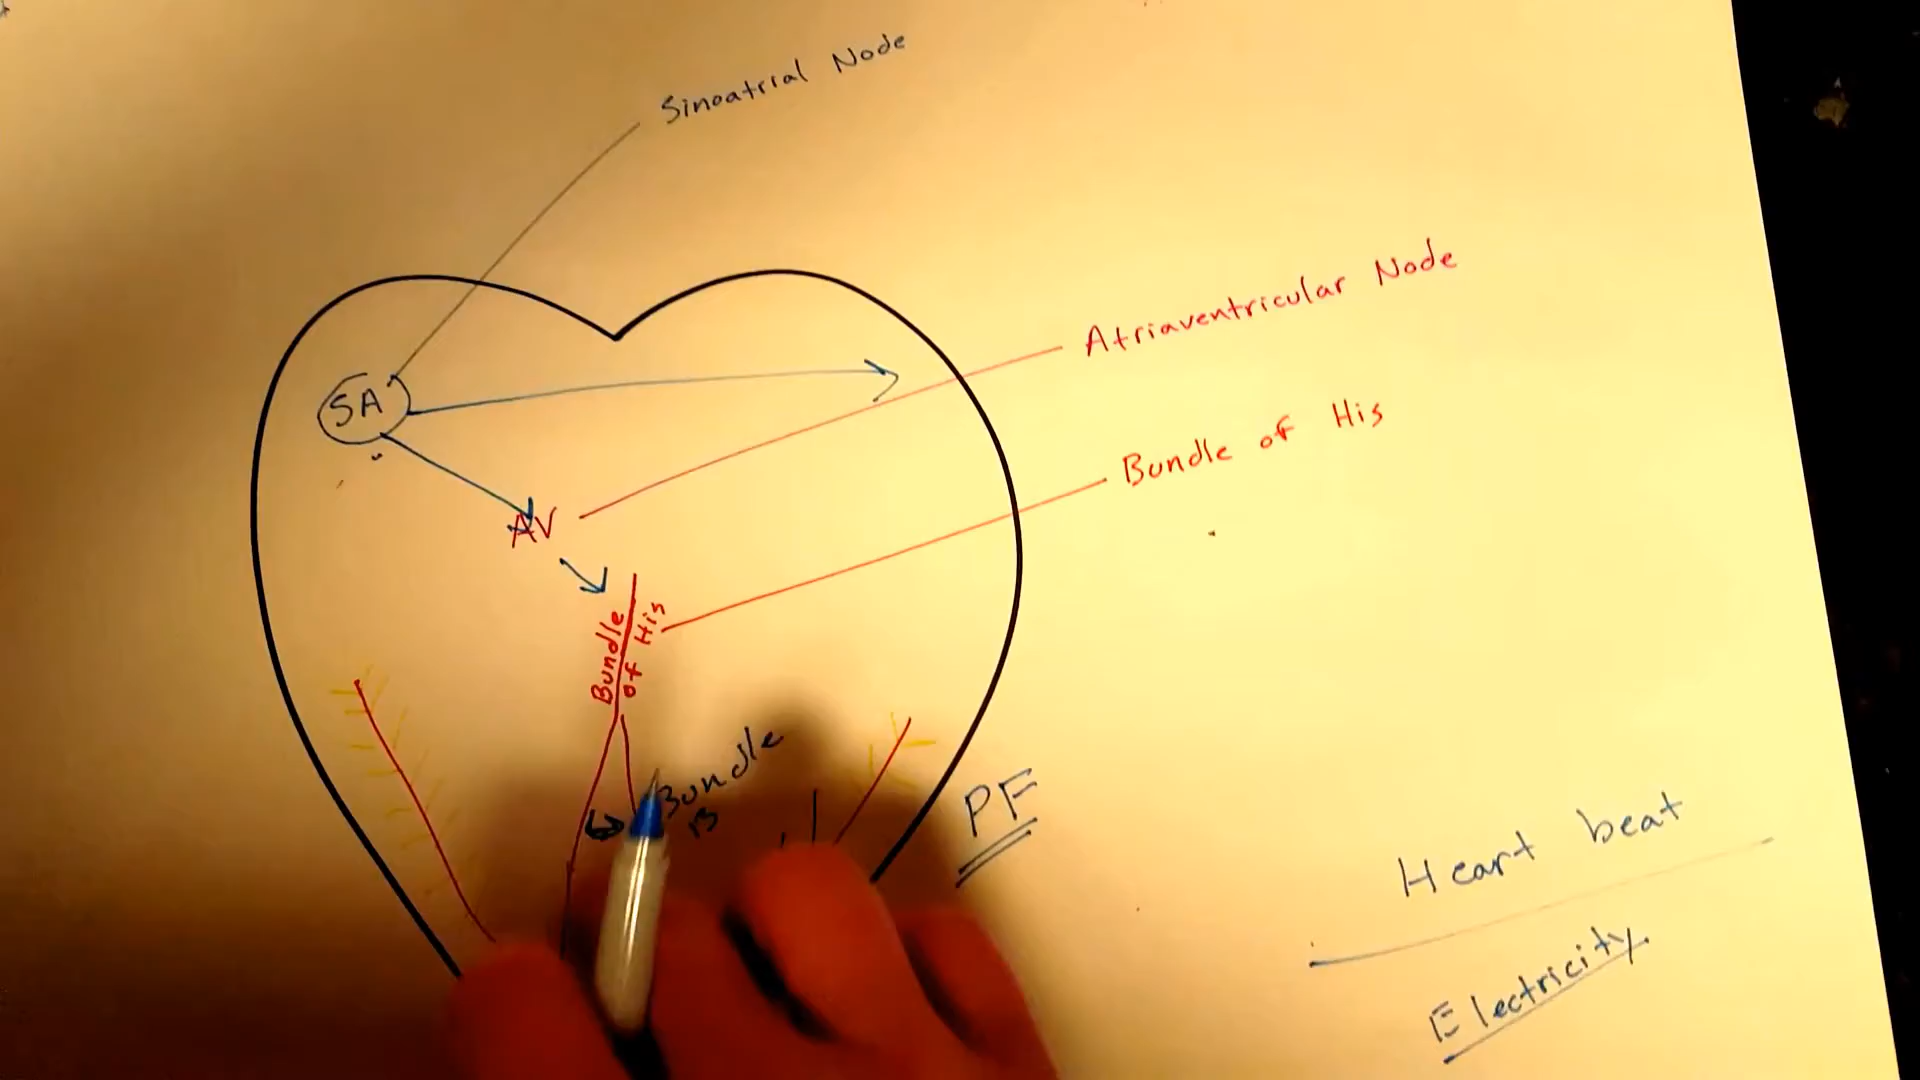 Sinoatrial Node
Atriaventricular Node
Bundle of His
SA
AV
Bundle
of His
Bundle
B
PF
Heart beat
Electricity